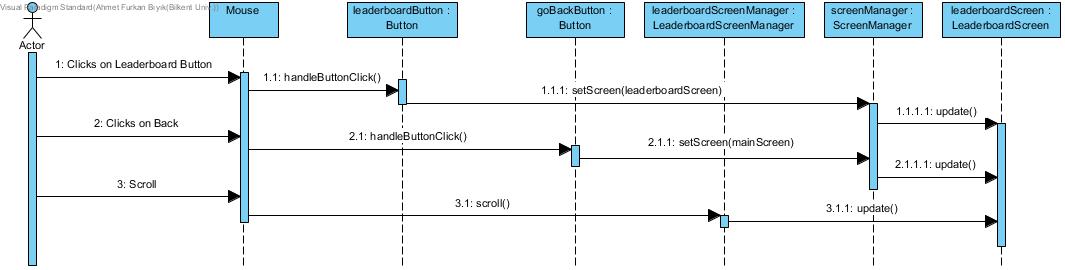 Visual Paradigm Standard(Ahmet Furkan Bıyık(Bilkent Univ.))
Mouse
leaderboardButton :
Button
goBackButton :
Button
leaderboardScreenManager :
LeaderboardScreenManager
screenManager :
ScreenManager
leaderboardScreen :
LeaderboardScreen
Actor
1: Clicks on Leaderboard Button
1.1: handleButtonClick()
1.1.1: setScreen(leaderboardScreen)
1.1.1.1: update()
2: Clicks on Back
2.1: handleButtonClick()
2.1.1: setScreen(mainScreen)
2.1.1.1: update()
3: Scroll
3.1: scroll()
3.1.1: update()